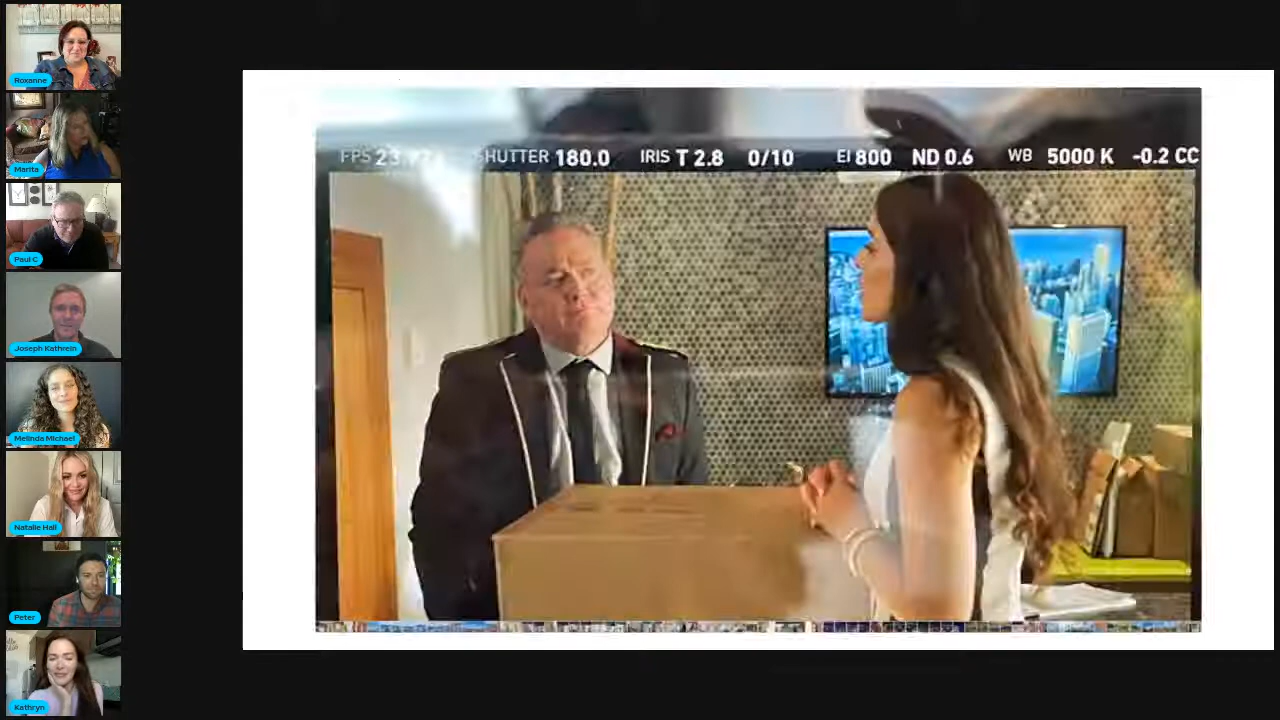 Roxanne
Marita
Paul C
Joseph Kathrein
Melinda Michael
Natalie Hall
Peter
Kathryn
FPS SHUTTER 180.0 IRIS T 2.8 0/10 EI 800 ND 0.6 WB 5000 K -0.2 CC